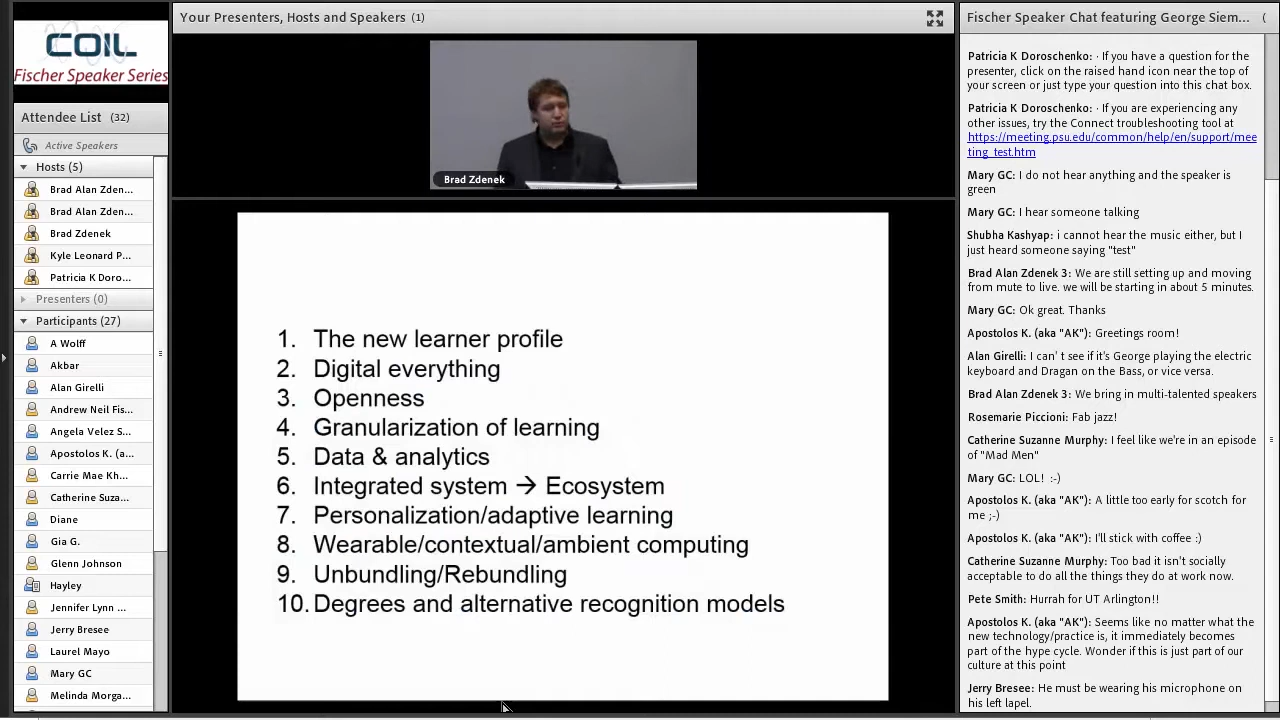 COIL
Fischer Speaker Series
Attendee List (32)
Active Speakers
Hosts (5)
Brad Alan Zden...
Brad Alan Zden...
Brad Zdenek
Kyle Leonard P...
Patricia K Doro...
Presenters (0)
Participants (27)
A Wolff
Akbar
Alan Girelli
Andrew Neil Fis...
Angela Velez S...
Apostolos K. (a...
Carrie Mae Kh...
Catherine Suza...
Diane
Gia G.
Glenn Johnson
Hayley
Jennifer Lynn ...
Jerry Bresee
Laurel Mayo
Mary GC
Melinda Morga...
Your Presenters, Hosts and Speakers (1)
Brad Zdenek
1. The new learner profile
2. Digital everything
3. Openness
4. Granularization of learning
5. Data & analytics
6. Integrated system → Ecosystem
7. Personalization/adaptive learning
8. Wearable/contextual/ambient computing
9. Unbundling/Rebundling
10. Degrees and alternative recognition models
Fischer Speaker Chat featuring George Siem... (
Patricia K Doroschenko: · If you have a question for the
presenter, click on the raised hand icon near the top of
your screen or just type your question into this chat box.
Patricia K Doroschenko: · If you are experiencing any
other issues, try the Connect troubleshooting tool at
https://meeting.psu.edu/common/help/en/support/mee
ting_test.htm
Mary GC: I do not hear anything and the speaker is
green
Mary GC: I hear someone talking
Shubha Kashyap: i cannot hear the music either, but I
just heard someone saying "test"
Brad Alan Zdenek 3: We are still setting up and moving
from mute to live. we will be starting in about 5 minutes.
Mary GC: Ok great. Thanks
Apostolos K. (aka "AK"): Greetings room!
Alan Girelli: I can' t see if it's George playing the electric
keyboard and Dragan on the Bass, or vice versa.
Brad Alan Zdenek 3: We bring in multi-talented speakers
Rosemarie Piccioni: Fab jazz!
Catherine Suzanne Murphy: I feel like we're in an episode
of "Mad Men"
Mary GC: LOL! :-)
Apostolos K. (aka "AK"): A little too early for scotch for
me ;-)
Apostolos K. (aka "AK"): I'll stick with coffee :)
Catherine Suzanne Murphy: Too bad it isn't socially
acceptable to do all the things they do at work now.
Pete Smith: Hurrah for UT Arlington!!
Apostolos K. (aka "AK"): Seems like no matter what the
new technology/practice is, it immediately becomes
part of the hype cycle. Wonder if this is just part of our
culture at this point
Jerry Bresee: He must be wearing his microphone on
his left lapel.